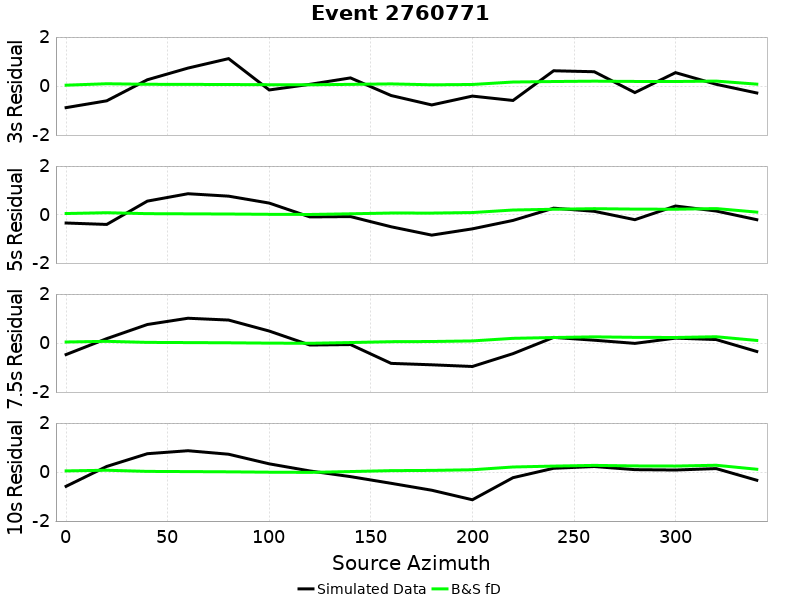 Event 2760771
3s Residual
2
0
-2
5s Residual
2
0
-2
7.5s Residual
2
0
-2
10s Residual
2
0
-2
0 50 100 150 200 250 300
Source Azimuth
Simulated Data B&S fD